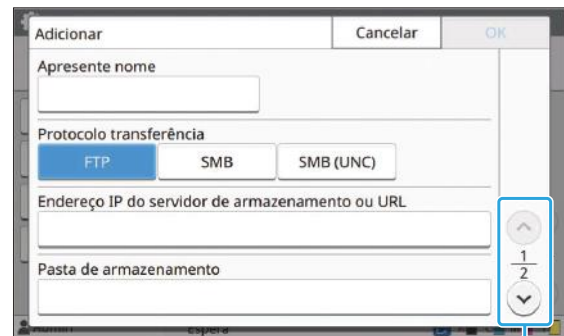 Adicionar
Cancelar
OK
Apresente nome
Protocolo transferência
FTP
SMB
SMB (UNC)
Endereço IP do servidor de armazenamento ou URL
Pasta de armazenamento
1
2